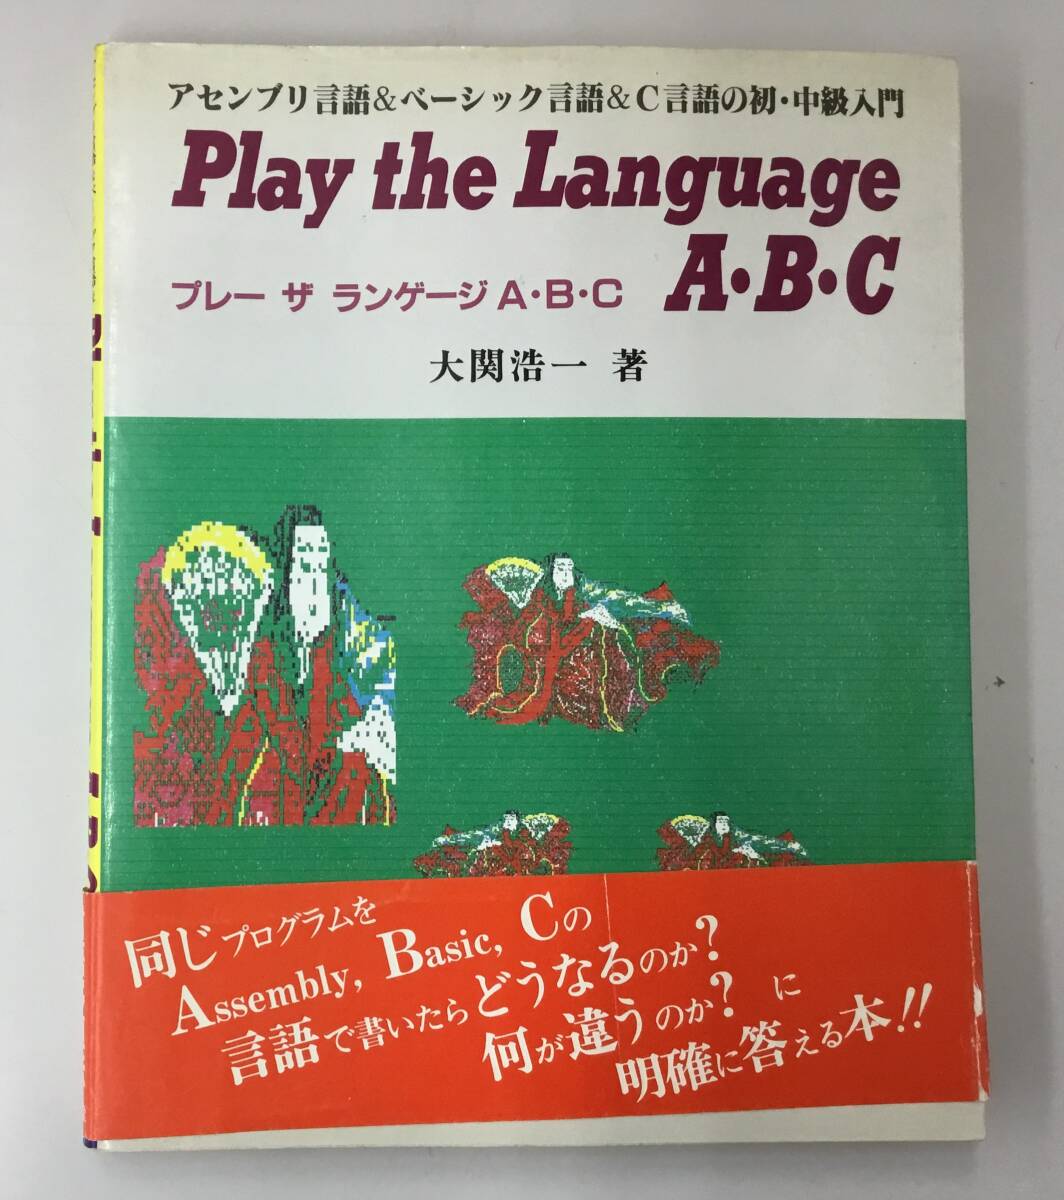 アセンブリ言語&ベーシック言語&C言語の初・中級入門
Play the Language
A・B・C
プレー ザ ランゲージ A・B・C
大関浩一 著
同じプログラムを
Assembly, Basic, Cの
言語で書いたらどうなるのか?
何が違うのか?に
明確に答える本!!